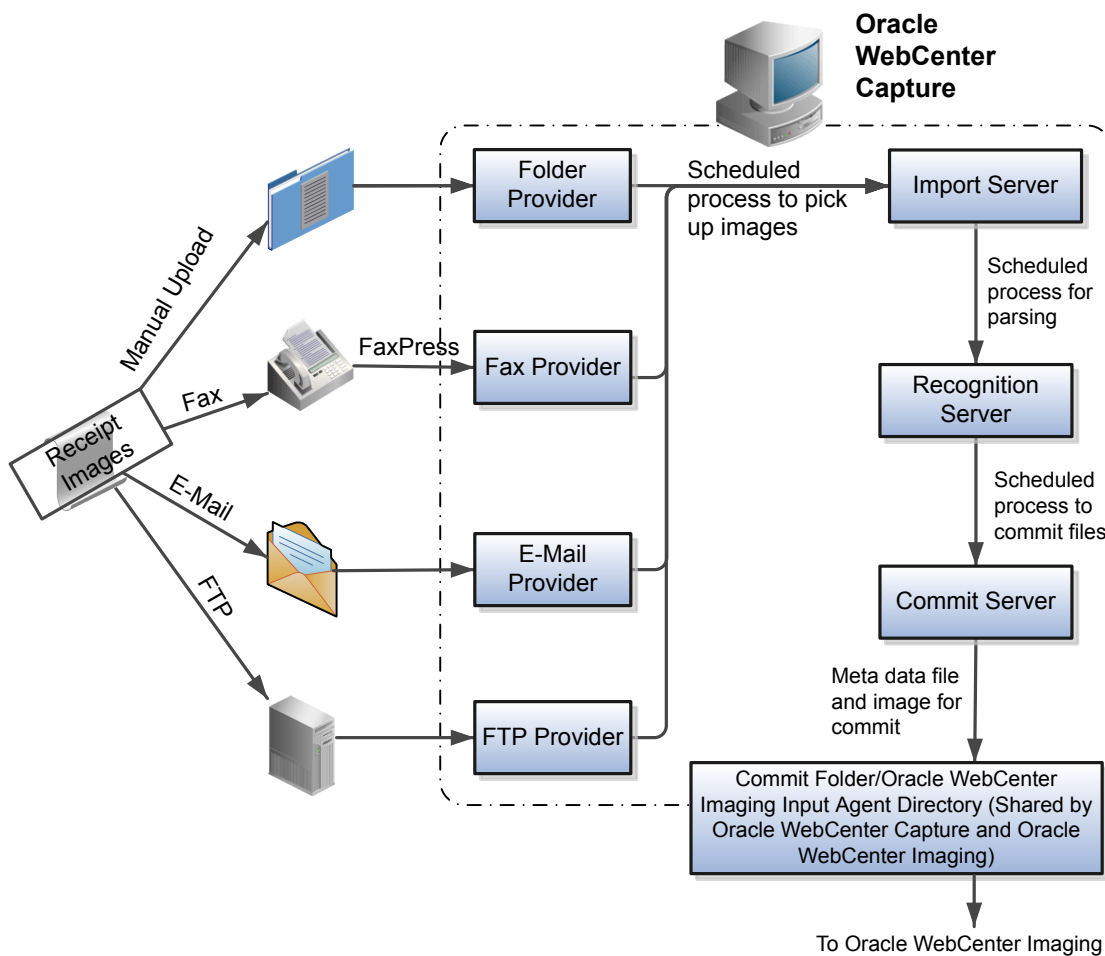 Oracle
WebCenter
Capture
Folder
Provider
Scheduled
process to pick
up images
Import Server
Manual Upload
Scheduled
process for
parsing
FaxPress
Fax Provider
Fax
Recognition
Server
Receipt
Images
E-Mail
Scheduled
process to
commit files
E-Mail
Provider
FTP
Commit Server
Meta data file
and image for
commit
FTP Provider
Commit Folder/Oracle WebCenter
Imaging Input Agent Directory (Shared by
Oracle WebCenter Capture and Oracle
WebCenter Imaging)
To Oracle WebCenter Imaging